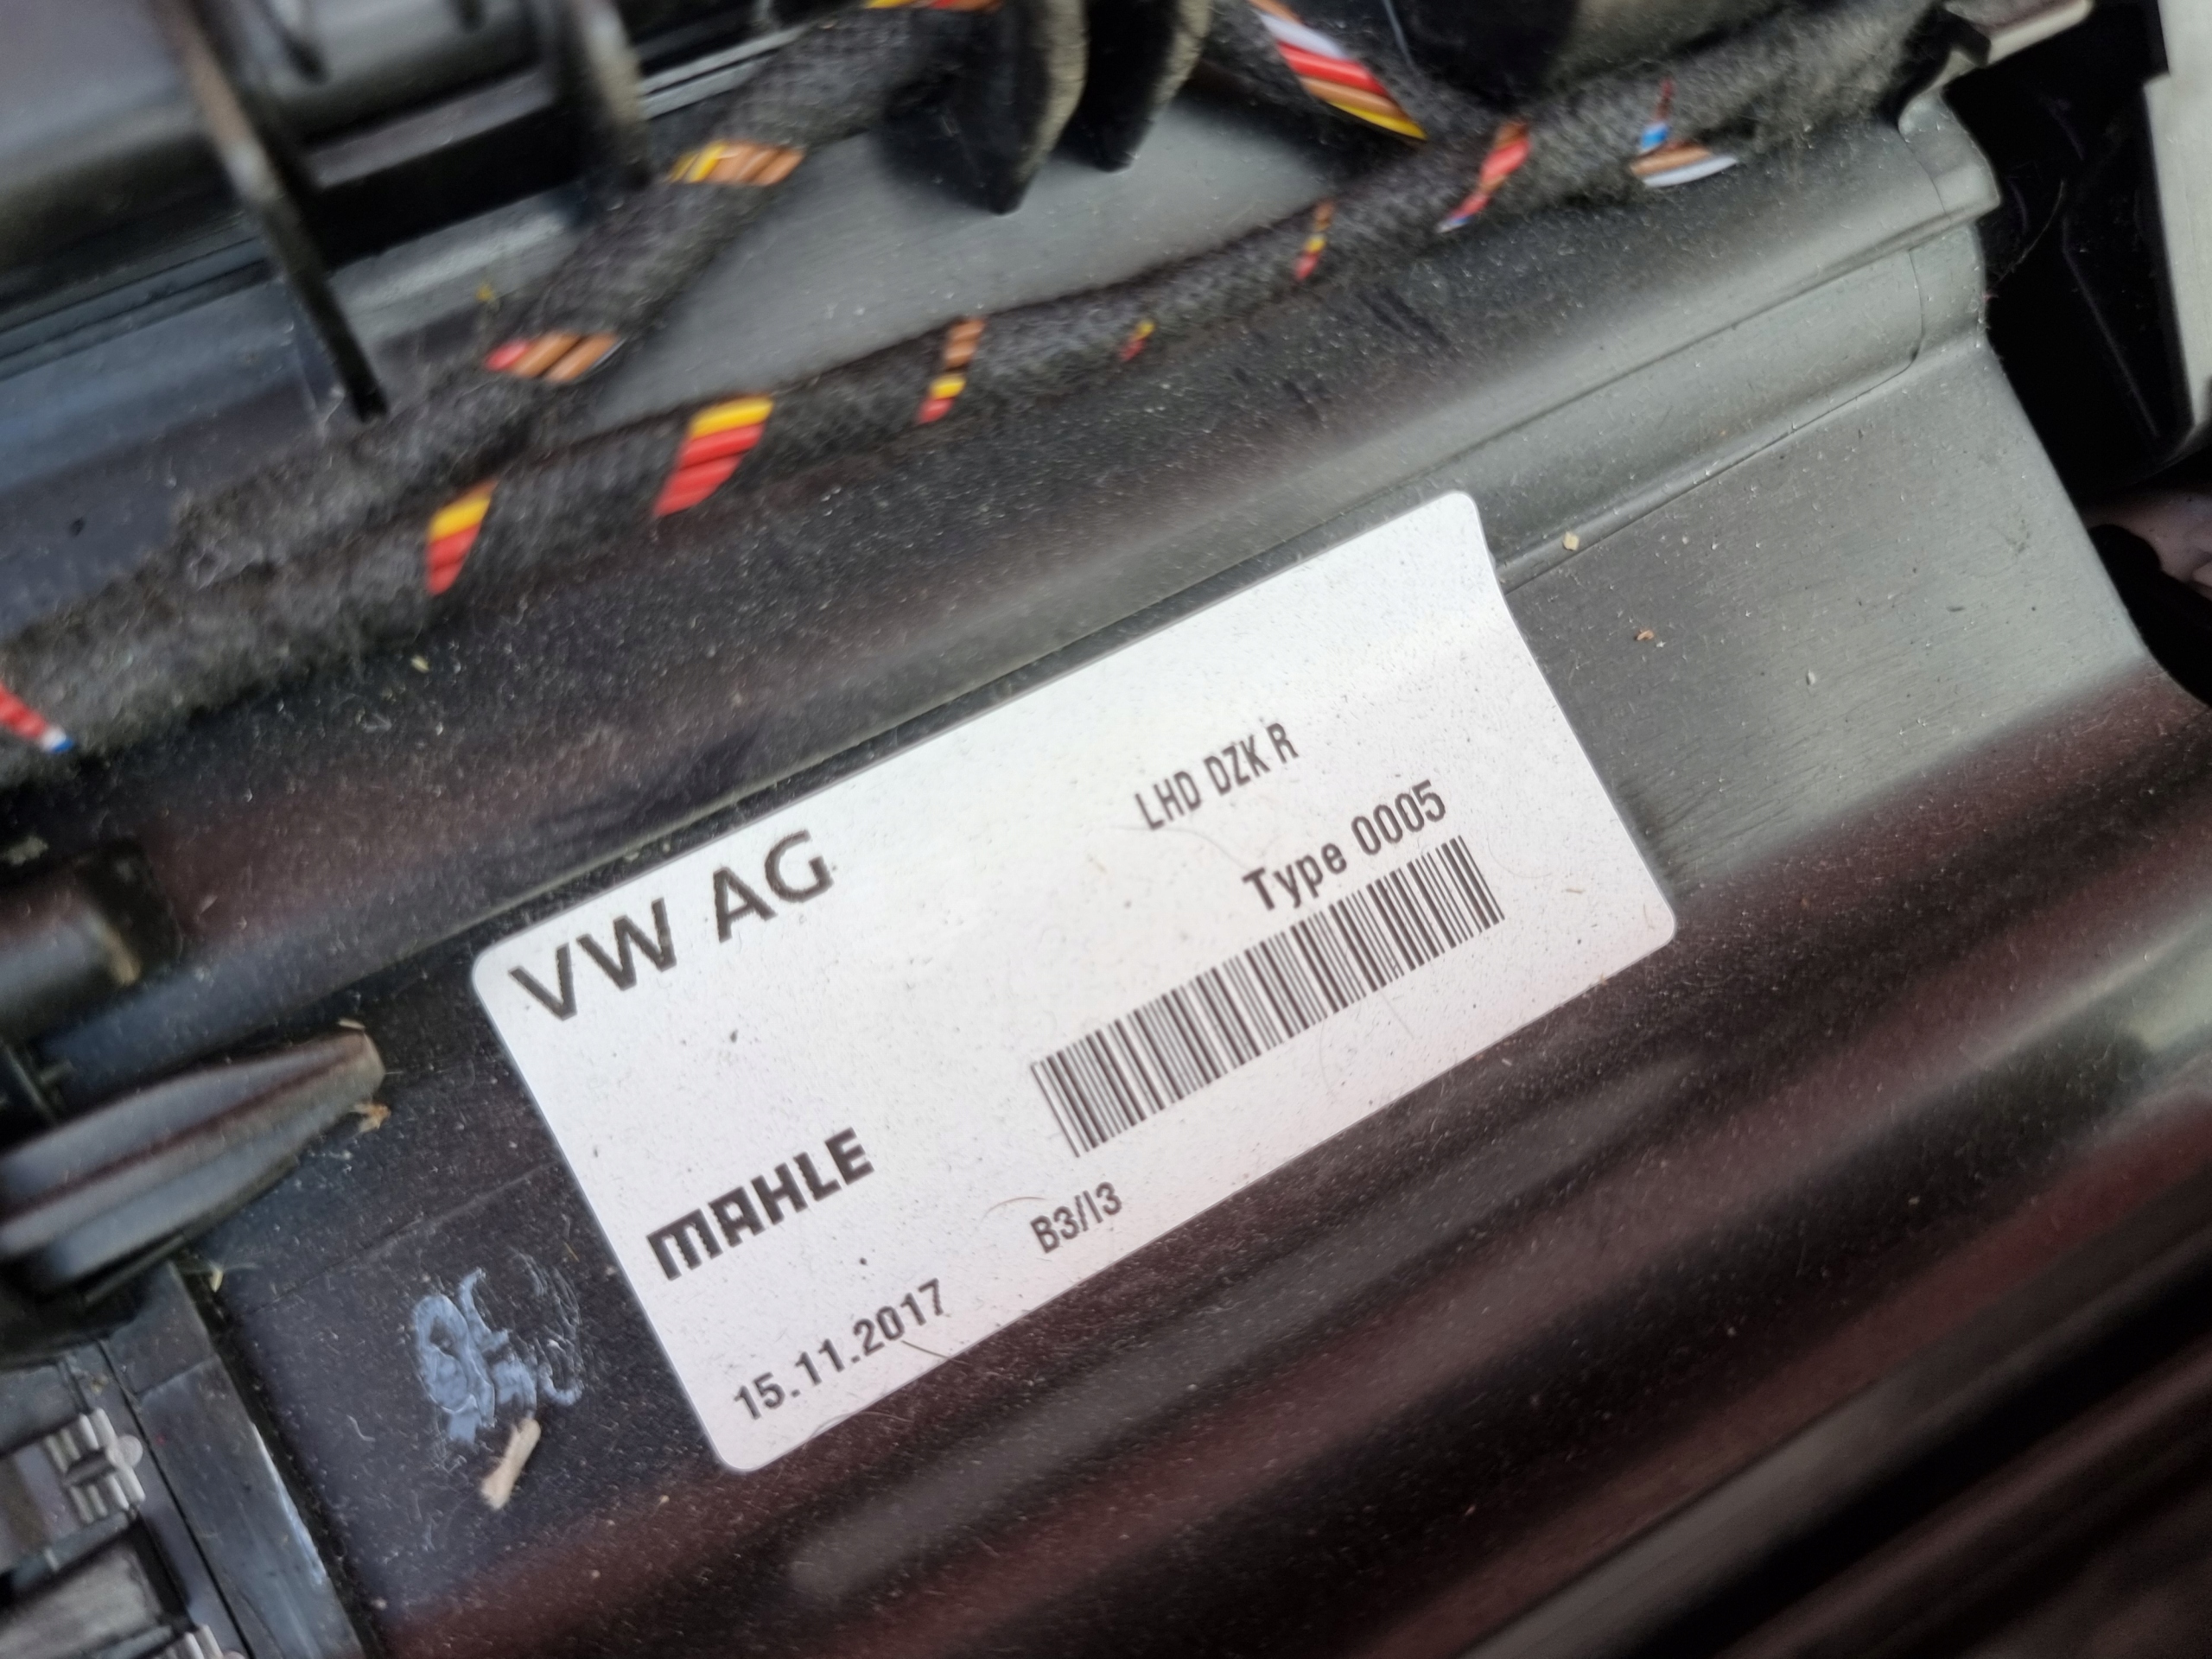 VW AG
LHD DZK R
Type 0005
MAHLE
15.11.2017
B3/I3